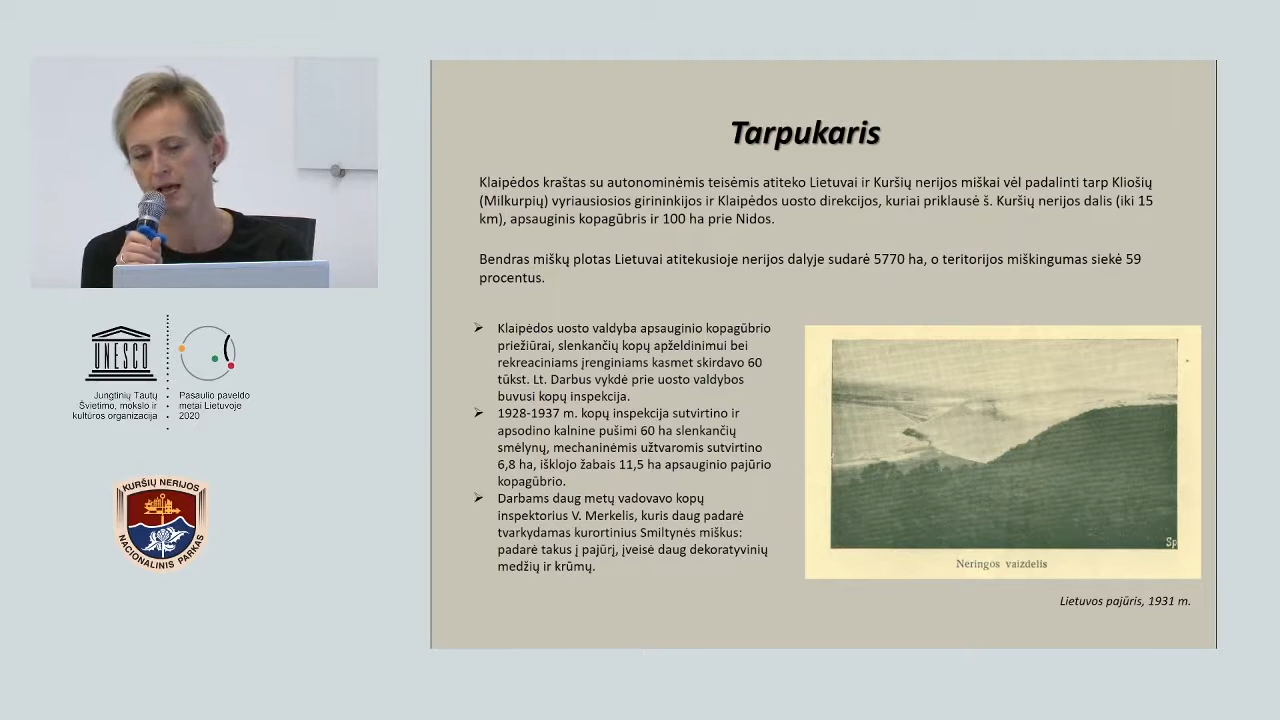 Tarpukaris
Klaipėdos kraštas su autonominėmis teisėmis atiteko Lietuvai ir Kuršių nerijos miškai vėl padalinti tarp Kliošių
(Milkurpių) vyriausiosios girininkijos ir Klaipėdos uosto direkcijos, kuriai priklausė š. Kuršių nerijos dalis (iki 15
km), apsauginis kopagūbris ir 100 ha prie Nidos.
Bendras miškų plotas Lietuvai atitekusioje nerijos dalyje sudarė 5770 ha, o teritorijos miškingumas siekė 59
procentus.
➢ Klaipėdos uosto valdyba apsauginio kopagūbrio
priežiūrai, slenkančių kopų apželdinimui bei
rekreaciniams įrenginiams kasmet skirdavo 60
tūkst. Lt. Darbus vykdė prie uosto valdybos
buvusi kopų inspekcija.
➢ 1928-1937 m. kopų inspekcija sutvirtino ir
apsodino kalnine pušimi 60 ha slenkančių
smėlynų, mechaninėmis užtvaromis sutvirtino
6,8 ha, išklojo žabais 11,5 ha apsauginio pajūrio
kopagūbrio.
➢ Darbams daug metų vadovavo kopų
inspektorius V. Merkelis, kuris daug padarė
tvarkydamas kurortinius Smiltynės miškus:
padarė takus į pajūrį, įveisė daug dekoratyvinių
medžių ir krūmų.
Sp
Neringos vaizdelis
Lietuvos pajūris, 1931 m.
UNESCO
Jungtinių Tautų
Švietimo, mokslo ir
kultūros organizacija
Pasaulio paveldo
metai Lietuvoje
2020
KURŠIŲ NERIJOS
NACIONALINIS PARKAS